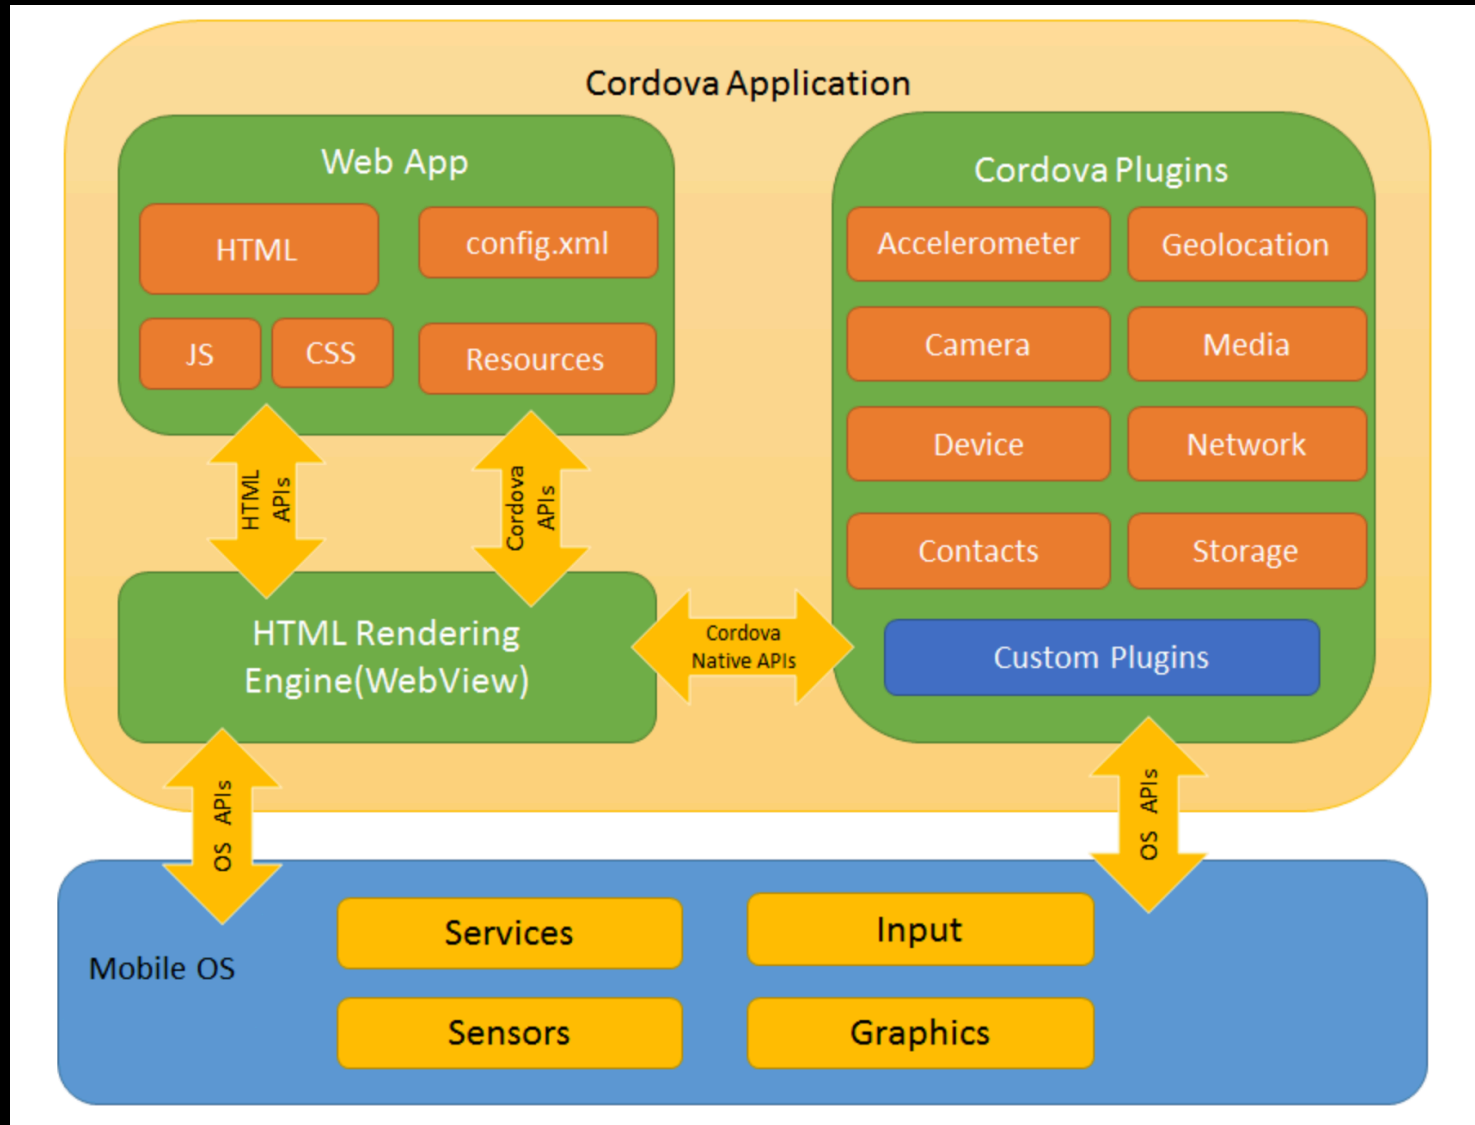 Cordova Application
Web App
HTML
config.xml
JS
CSS
Resources
HTML
APIs
Cordova
APIs
HTML Rendering
Engine(WebView)
Cordova
Native APIs
Cordova Plugins
Accelerometer
Geolocation
Camera
Media
Device
Network
Contacts
Storage
Custom Plugins
OS APIs
OS APIs
Mobile OS
Services
Input
Sensors
Graphics